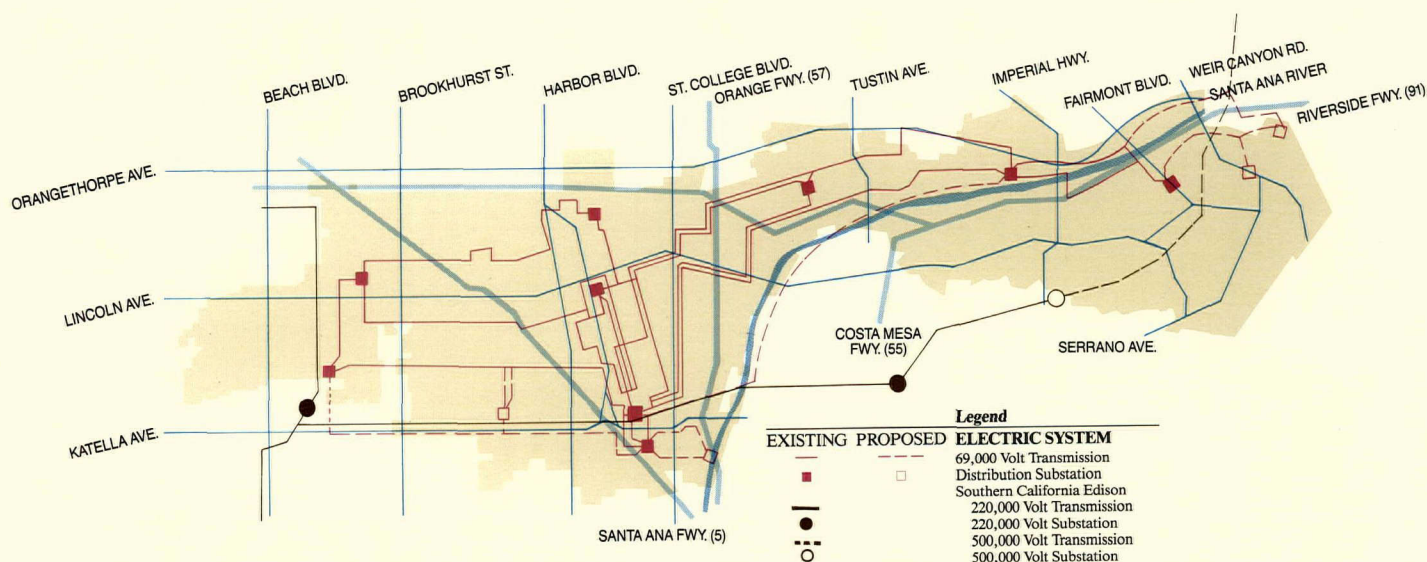 BEACH BLVD.
BROOKHURST ST.
HARBOR BLVD.
ST. COLLEGE BLVD.
ORANGE FWY. (57)
TUSTIN AVE.
IMPERIAL HWY.
FAIRMONT BLVD.
WEIR CANYON RD.
SANTA ANA RIVER
RIVERSIDE FWY. (91)
ORANGETHORPE AVE.
LINCOLN AVE.
KATELLA AVE.
SANTA ANA FWY. (5)
COSTA MESA
FWY. (55)
SERRANO AVE.
Legend
EXISTING PROPOSED ELECTRIC SYSTEM
69,000 Volt Transmission
Distribution Substation
Southern California Edison
220,000 Volt Transmission
220,000 Volt Substation
500,000 Volt Transmission
500,000 Volt Substation